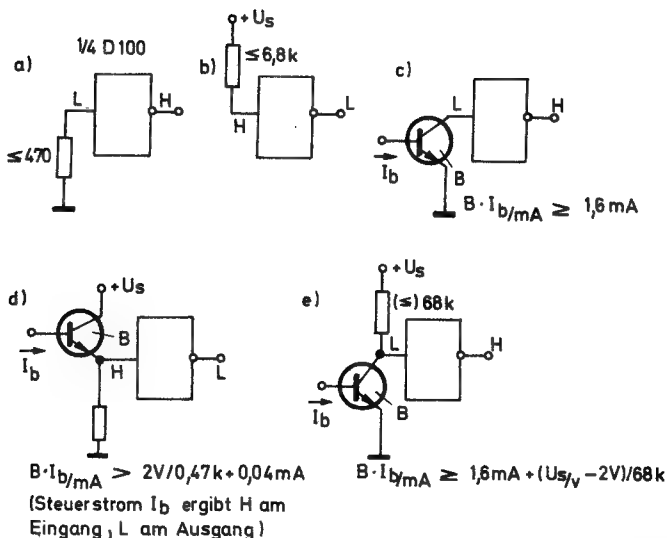 a)
1/4 D 100
L
H
≤470
b)
+Us
≤6,8k
H
L
c)
L
H
Ib
B
B·Ib/mA ≥ 1,6 mA
d)
+Us
B
Ib
H
L
B·Ib/mA > 2V/0,47k+0,04mA
(Steuerstrom Ib ergibt H am
Eingang, L am Ausgang)
e)
+Us
(≤) 68k
L
H
Ib
B
B·Ib/mA ≥ 1,6mA+(Us/V −2V)/68k